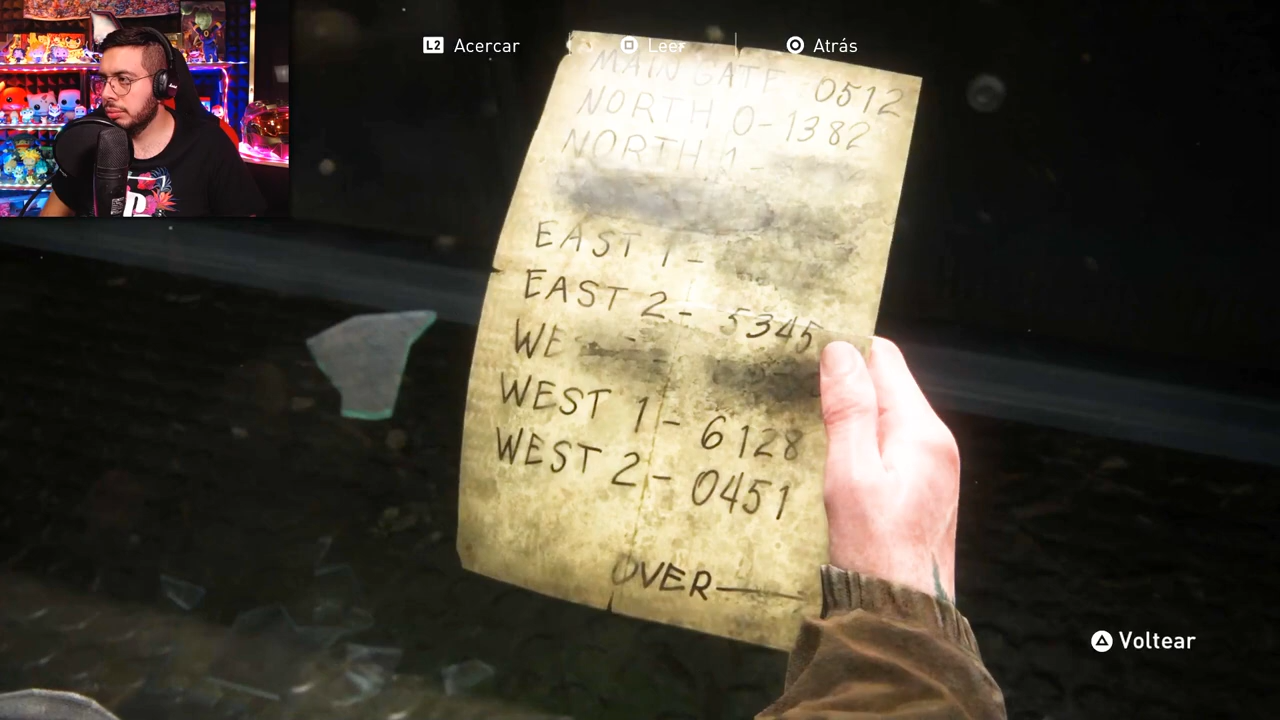 L2 Acercar
Leer
Atrás
MAIN GATE 0512
NORTH 0-1382
NORTH 1 -
EAST 1 -
EAST 2 - 5345
WE
WEST 1 - 6128
WEST 2 - 0451
OVER
Voltear